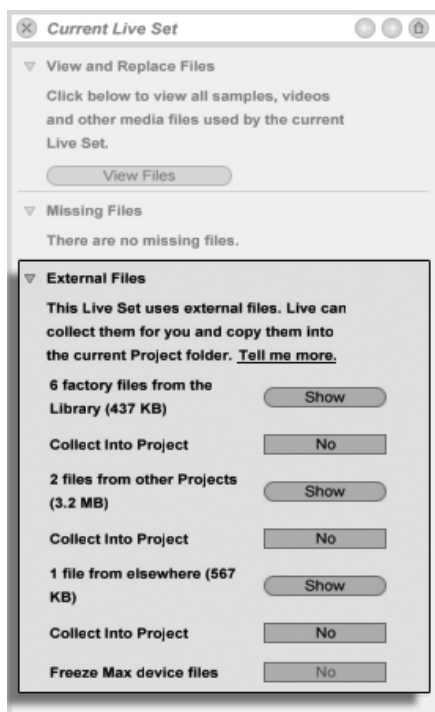 Current Live Set
View and Replace Files
Click below to view all samples, videos
and other media files used by the current
Live Set.
View Files
Missing Files
There are no missing files.
External Files
This Live Set uses external files. Live can
collect them for you and copy them into
the current Project folder. Tell me more.
6 factory files from the
Library (437 KB)
Show
Collect Into Project
No
2 files from other Projects
(3.2 MB)
Show
Collect Into Project
No
1 file from elsewhere (567
KB)
Show
Collect Into Project
No
Freeze Max device files
No